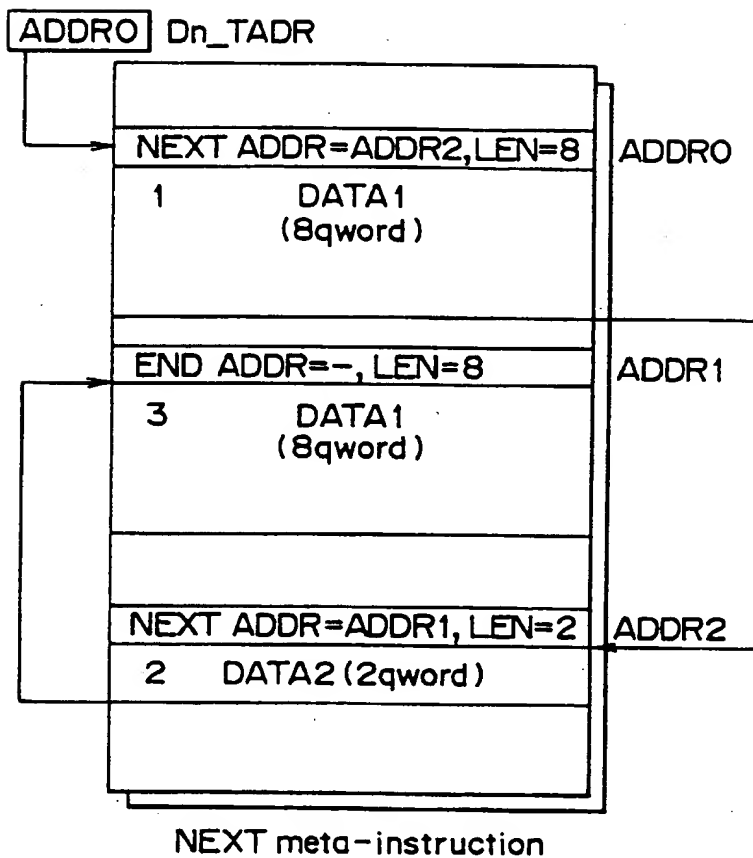 ADDR0 Dn_TADR
NEXT ADDR=ADDR2,LEN=8 ADDR0
1 DATA1
(8qword)
END ADDR=-, LEN=8 ADDR1
3 DATA1
(8qword)
NEXT ADDR=ADDR1, LEN=2 ADDR2
2 DATA2(2qword)
NEXT meta-instruction